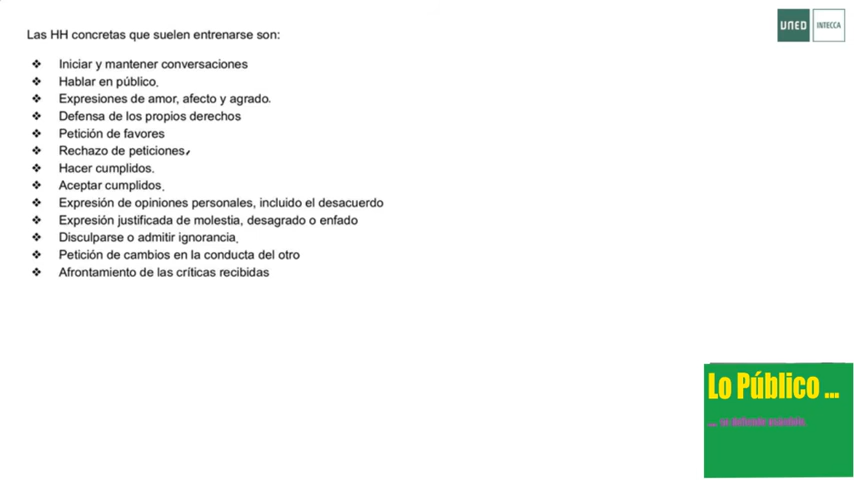 UNED INTECCA
Las HH concretas que suelen entrenarse son:
❖ Iniciar y mantener conversaciones
❖ Hablar en público.
❖ Expresiones de amor, afecto y agrado.
❖ Defensa de los propios derechos
❖ Petición de favores
❖ Rechazo de peticiones
❖ Hacer cumplidos.
❖ Aceptar cumplidos.
❖ Expresión de opiniones personales, incluido el desacuerdo
❖ Expresión justificada de molestia, desagrado o enfado
❖ Disculparse o admitir ignorancia.
❖ Petición de cambios en la conducta del otro
❖ Afrontamiento de las críticas recibidas
Lo Público ...